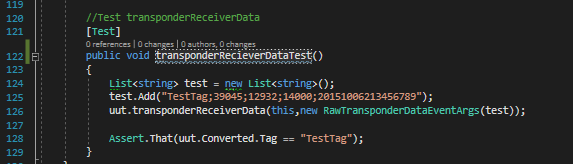 119
120 //Test transponderReceiverData
121 [Test]
0 references | 0 changes | 0 authors, 0 changes
122 public void transponderRecieverDataTest()
123 {
124 List<string> test = new List<string>();
125 test.Add("TestTag;39045;12932;14000;20151006213456789");
126 uut.transponderReceiverData(this,new RawTransponderDataEventArgs(test));
127
128 Assert.That(uut.Converted.Tag == "TestTag");
129 }